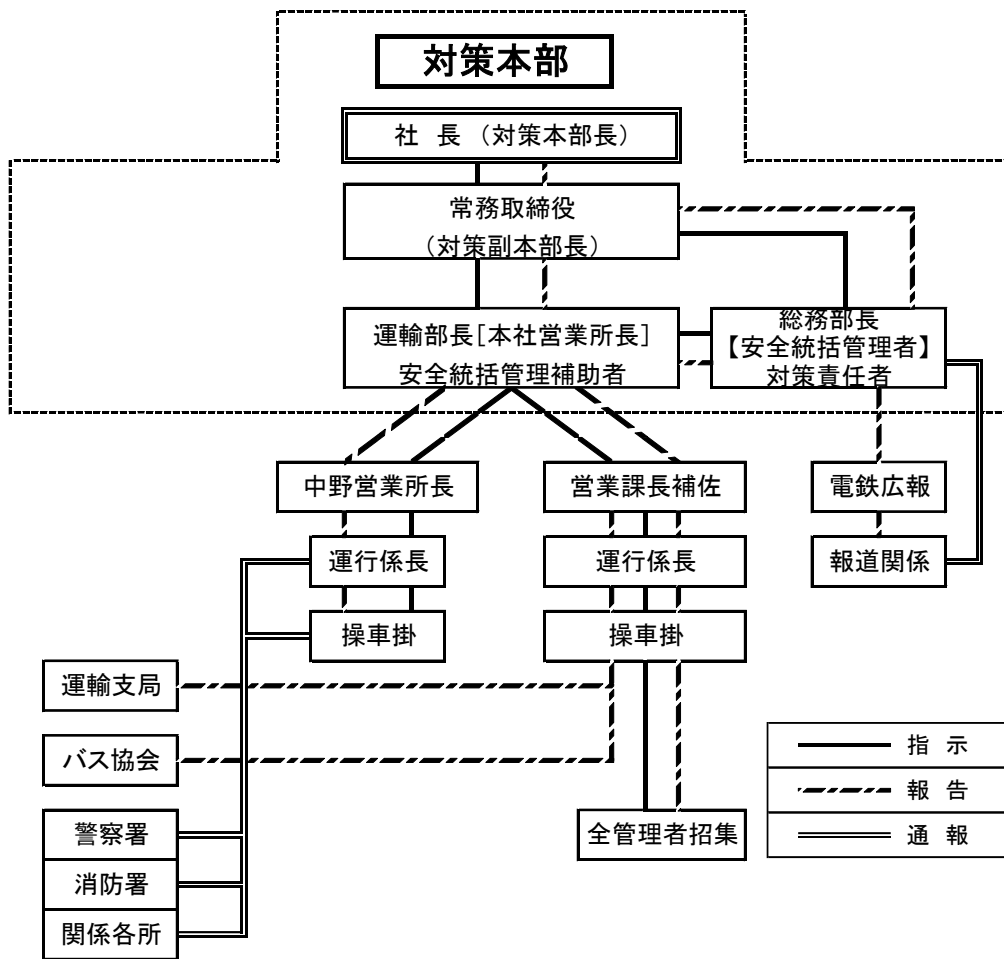 対策本部
社 長 (対策本部長)
常務取締役
(対策副本部長)
運輸部長[本社営業所長]
安全統括管理補助者
総務部長
【安全統括管理者】
対策責任者
中野営業所長
営業課長補佐
電鉄広報
運行係長
運行係長
報道関係
操車掛
操車掛
運輸支局
バス協会
警察署
消防署
関係各所
全管理者招集
指 示
報 告
通 報